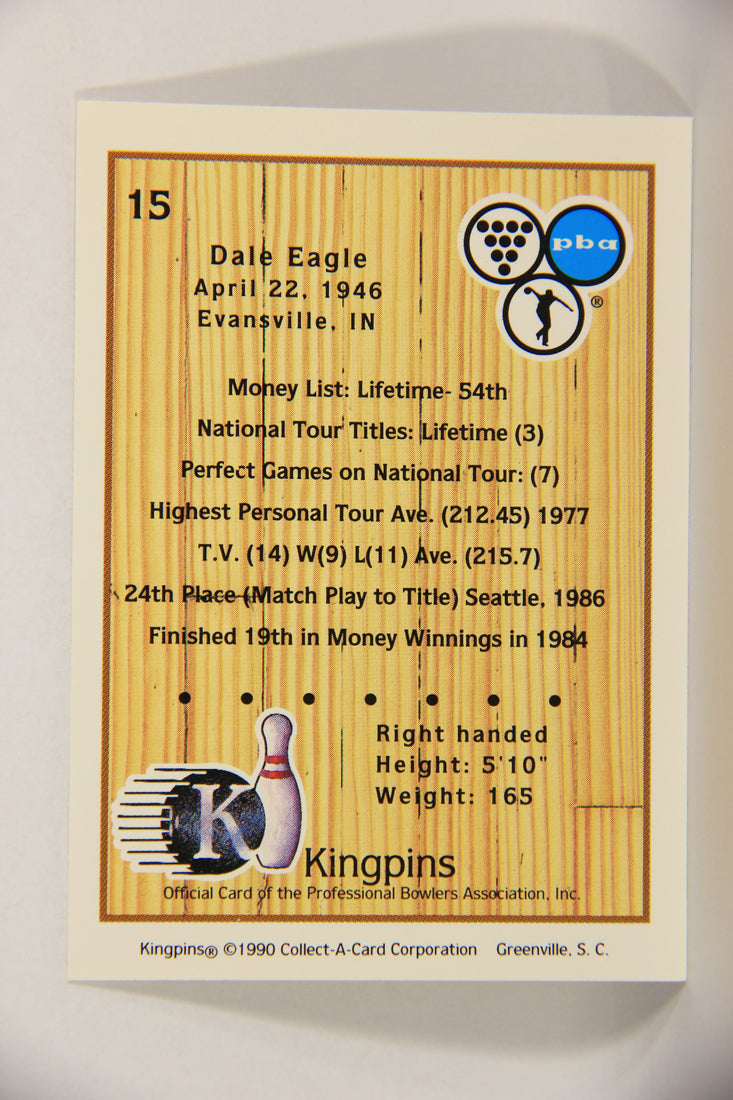 15
pba
®
Dale Eagle
April 22, 1946
Evansville, IN
Money List: Lifetime- 54th
National Tour Titles: Lifetime (3)
Perfect Games on National Tour: (7)
Highest Personal Tour Ave. (212.45) 1977
T.V. (14) W(9) L(11) Ave. (215.7)
24th Place (Match Play to Title) Seattle, 1986
Finished 19th in Money Winnings in 1984
Right handed
Height: 5'10"
Weight: 165
K
Kingpins
Official Card of the Professional Bowlers Association, Inc.
Kingpins® ©1990 Collect-A-Card Corporation Greenville, S. C.